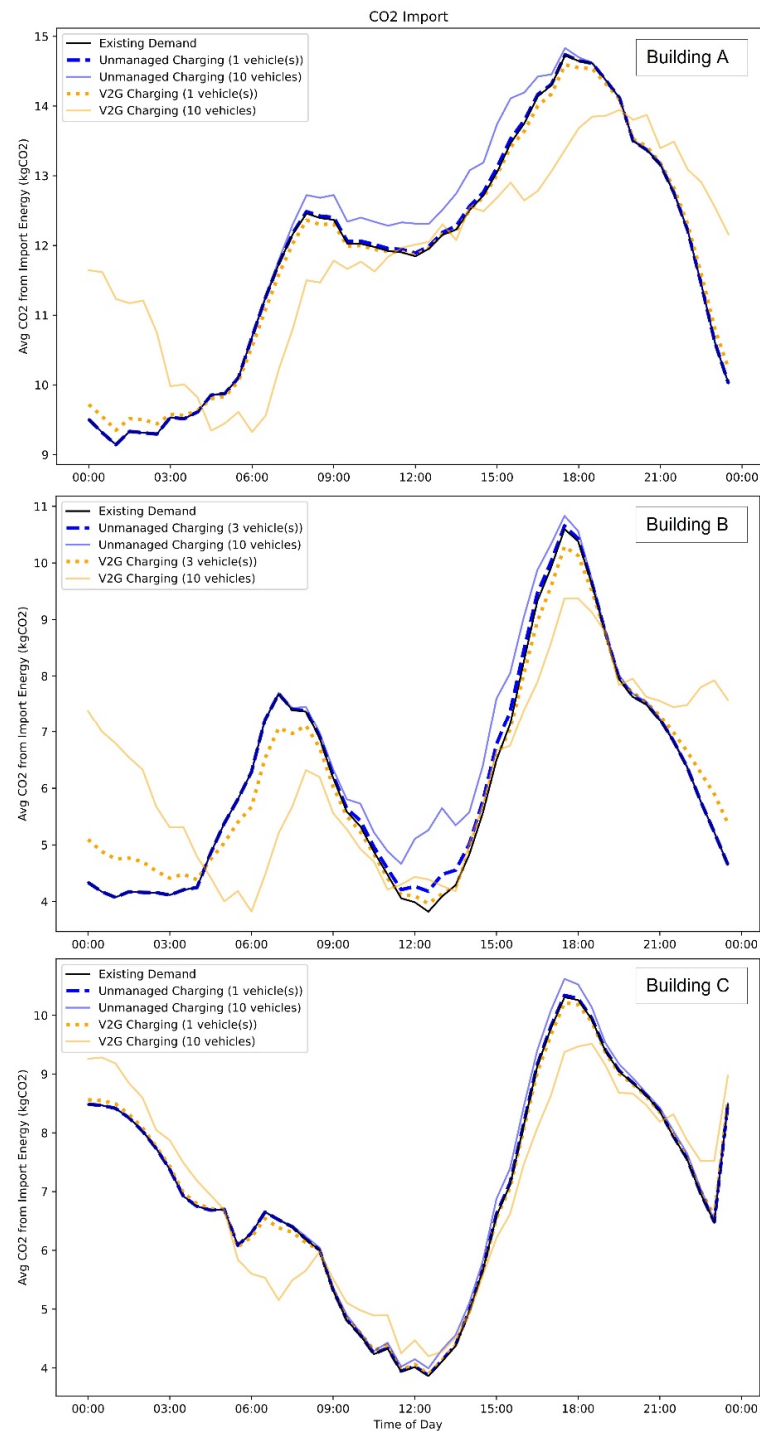 CO2 Import
Building A
Existing Demand
Unmanaged Charging (1 vehicle(s))
Unmanaged Charging (10 vehicles)
V2G Charging (1 vehicle(s))
V2G Charging (10 vehicles)
Avg CO2 from Import Energy (kgCO2)
15
14
13
12
11
10
9
00:00 03:00 06:00 09:00 12:00 15:00 18:00 21:00 00:00
Building B
Existing Demand
Unmanaged Charging (3 vehicle(s))
Unmanaged Charging (10 vehicles)
V2G Charging (3 vehicle(s))
V2G Charging (10 vehicles)
Avg CO2 from Import Energy (kgCO2)
11
10
9
8
7
6
5
4
00:00 03:00 06:00 09:00 12:00 15:00 18:00 21:00 00:00
Building C
Existing Demand
Unmanaged Charging (1 vehicle(s))
Unmanaged Charging (10 vehicles)
V2G Charging (1 vehicle(s))
V2G Charging (10 vehicles)
Avg CO2 from Import Energy (kgCO2)
10
9
8
7
6
5
4
00:00 03:00 06:00 09:00 12:00 15:00 18:00 21:00 00:00
Time of Day